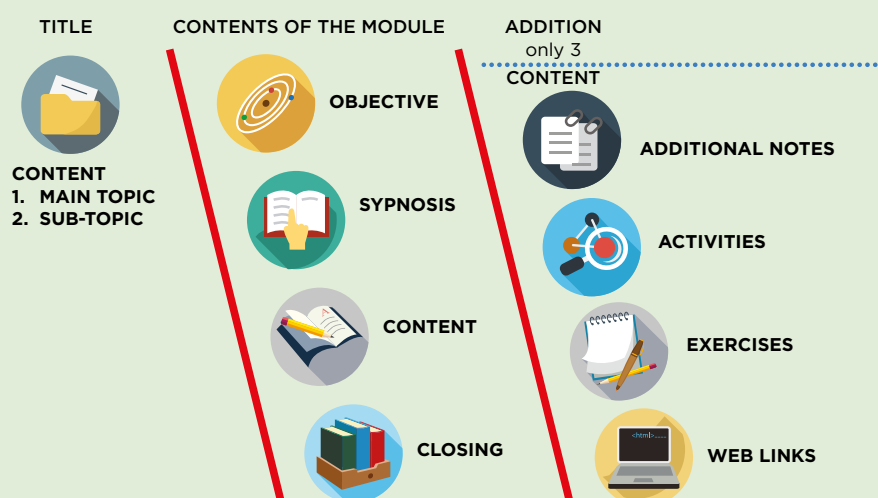 TITLE
CONTENT
1. MAIN TOPIC
2. SUB-TOPIC
CONTENTS OF THE MODULE
OBJECTIVE
SYPNOSIS
A
CONTENT
CLOSING
ADDITION
only 3
CONTENT
ADDITIONAL NOTES
ACTIVITIES
EXERCISES
<html>....
WEB LINKS